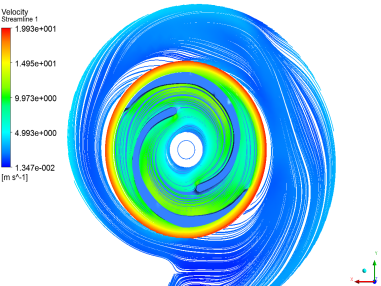 Velocity
Streamline 1
1.993e+001
1.495e+001
9.973e+000
4.993e+000
1.347e-002
[m s^-1]